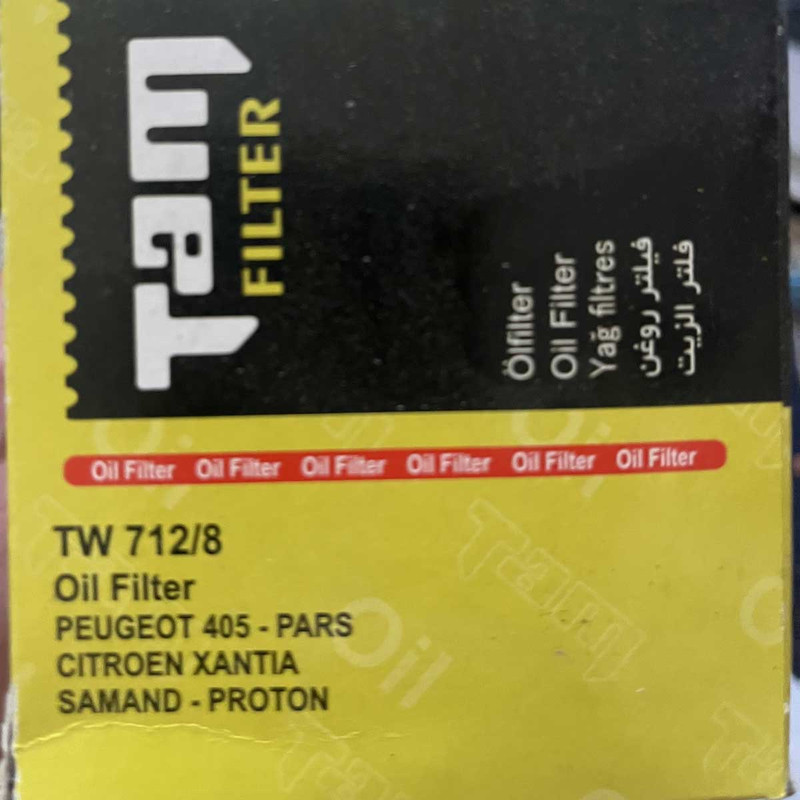 Tam
FILTER
Ölfilter
Oil Filter
Yağ filtres
فیلتر روغن
فلتر الزيت
Oil Filter Oil Filter Oil Filter Oil Filter Oil Filter Oil Filter
TW 712/8
Oil Filter
PEUGEOT 405 - PARS
CITROEN XANTIA
SAMAND - PROTON